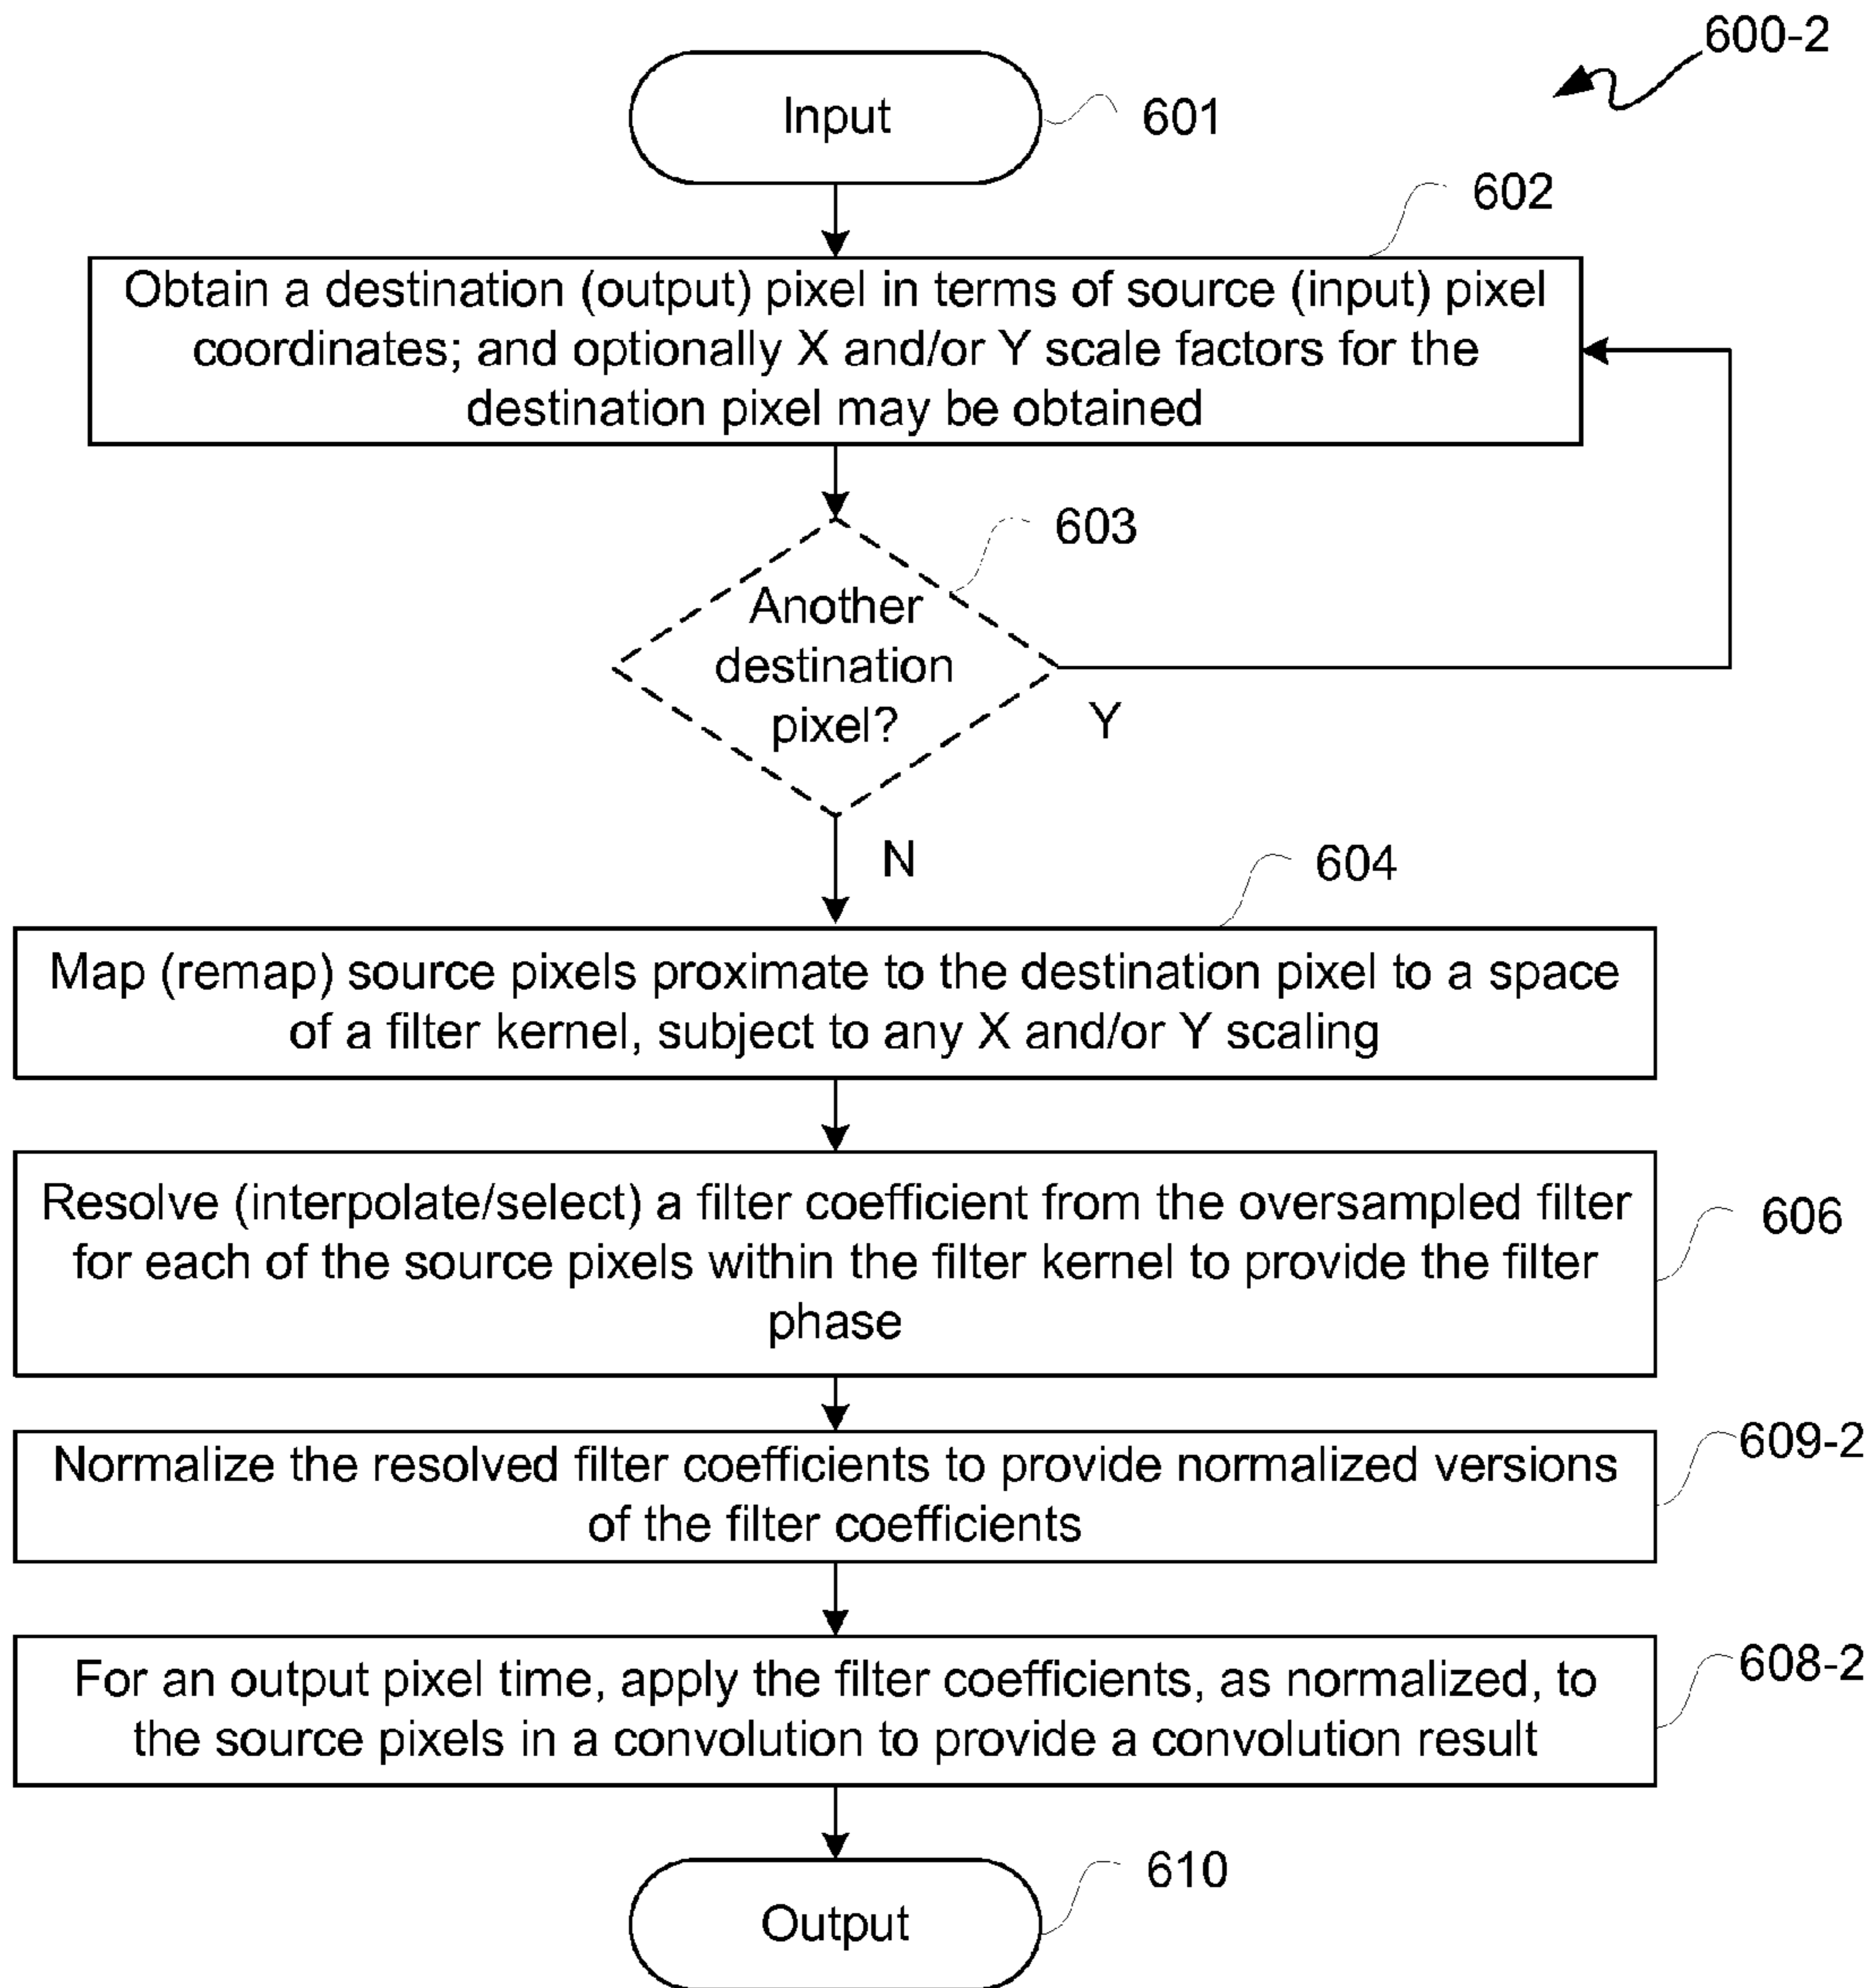 600-2
Input
601
602
Obtain a destination (output) pixel in terms of source (input) pixel
coordinates; and optionally X and/or Y scale factors for the
destination pixel may be obtained
603
Another
destination
pixel?
Y
N
604
Map (remap) source pixels proximate to the destination pixel to a space
of a filter kernel, subject to any X and/or Y scaling
Resolve (interpolate/select) a filter coefficient from the oversampled filter
for each of the source pixels within the filter kernel to provide the filter
phase
606
Normalize the resolved filter coefficients to provide normalized versions
of the filter coefficients
609-2
For an output pixel time, apply the filter coefficients, as normalized, to
the source pixels in a convolution to provide a convolution result
608-2
Output
610